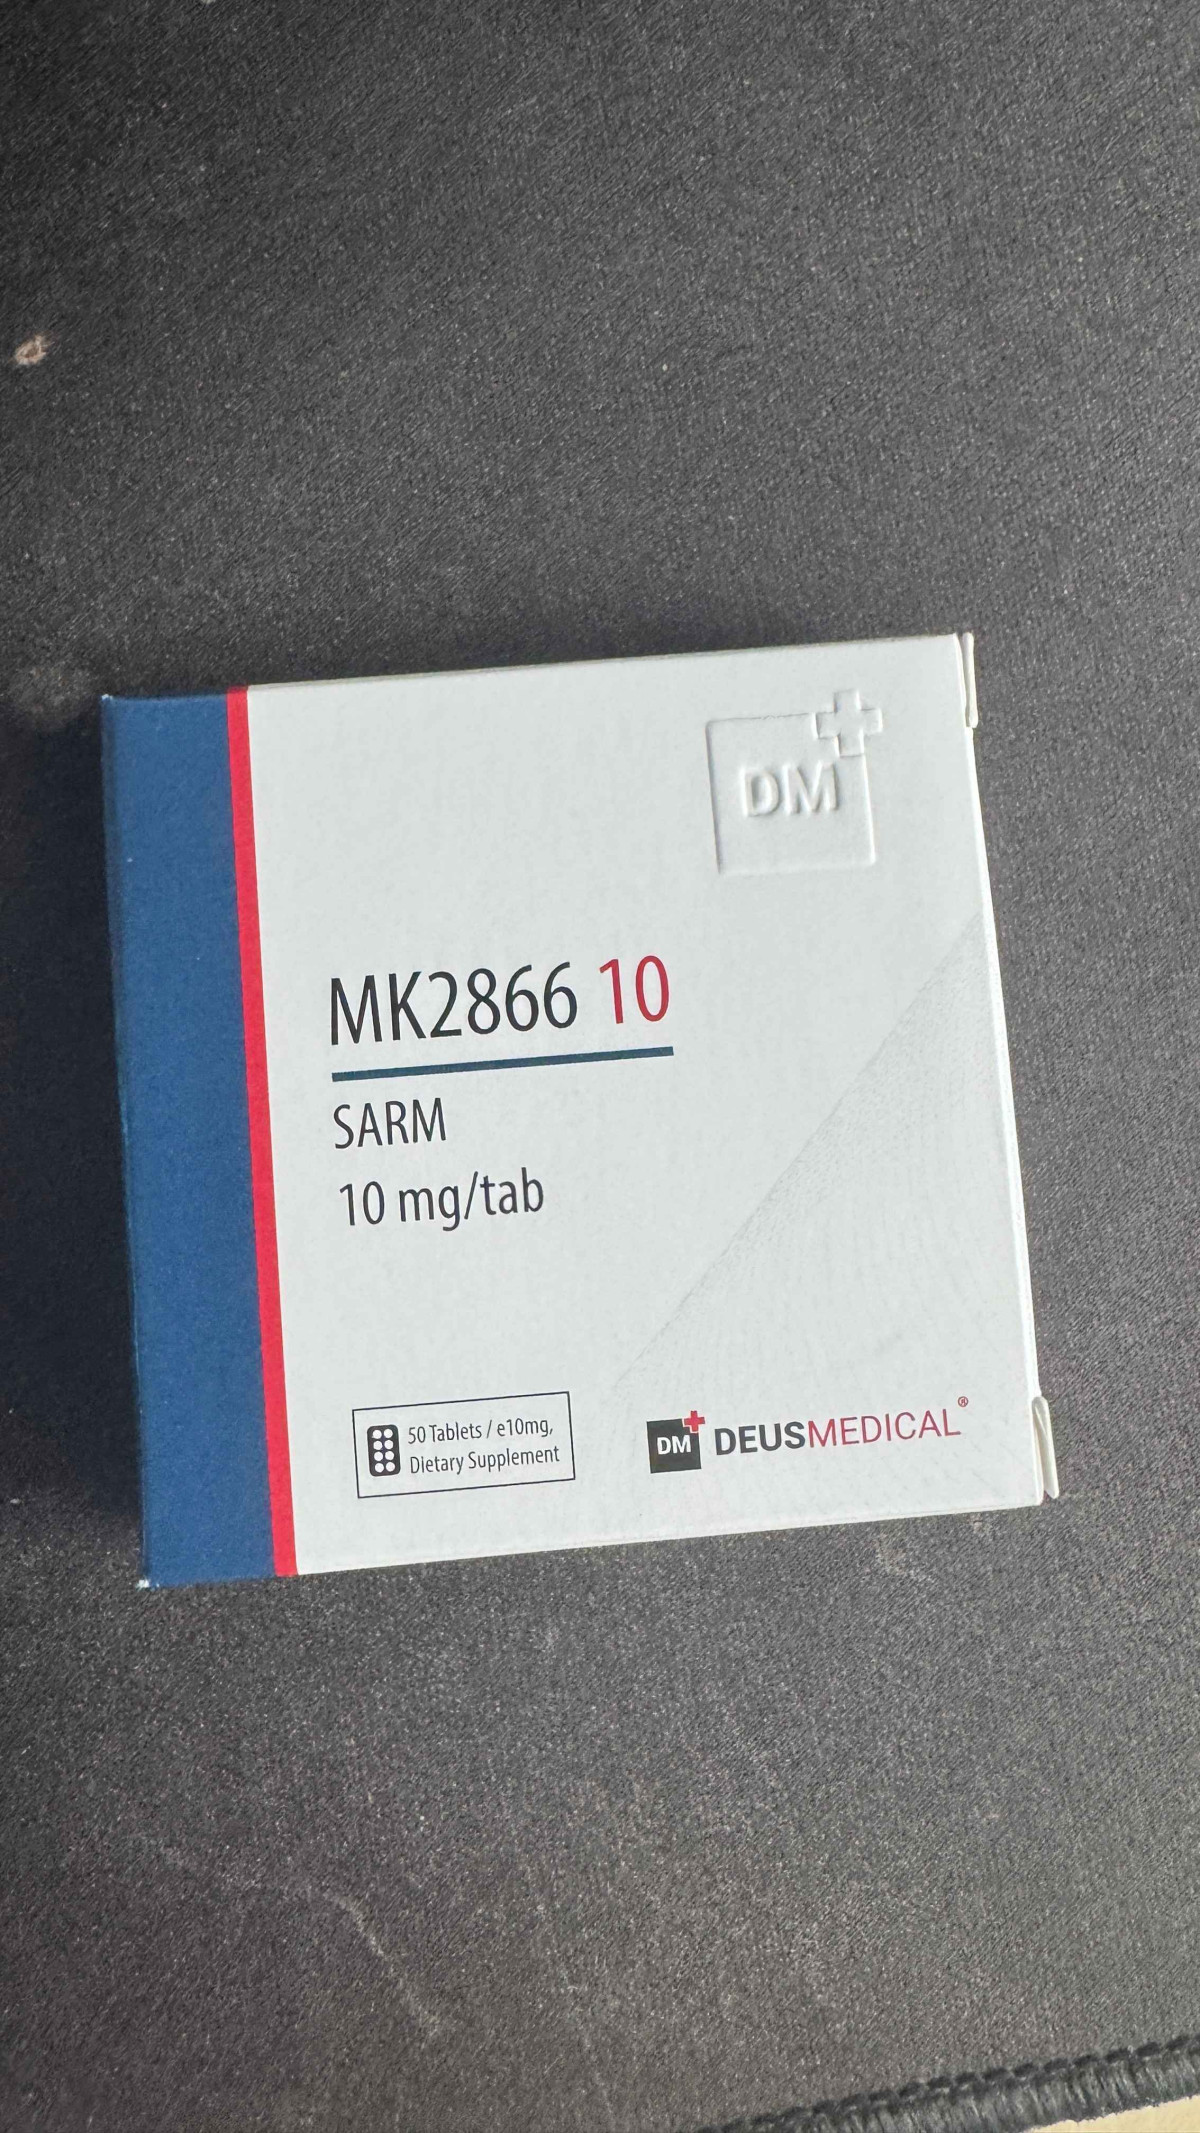 DM
MK2866 10
SARM
10 mg/tab
50 Tablets / e10mg,
Dietary Supplement
DM DEUSMEDICAL®